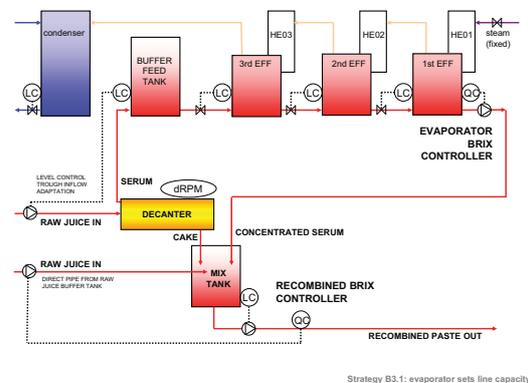 condenser
BUFFER
FEED
TANK
HE03
HE02
HE01
steam
(fixed)
3rd EFF
2nd EFF
1st EFF
LC
LC
LC
LC
LC
QC
EVAPORATOR
BRIX
CONTROLLER
LEVEL CONTROL
TROUGH INFLOW
ADAPTATION
SERUM
dRPM
DECANTER
RAW JUICE IN
CAKE
CONCENTRATED SERUM
RAW JUICE IN
DIRECT PIPE FROM RAW
JUICE BUFFER TANK
MIX
TANK
LC
RECOMBINED BRIX
CONTROLLER
QC
RECOMBINED PASTE OUT
Strategy B3.1: evaporator sets line capacity